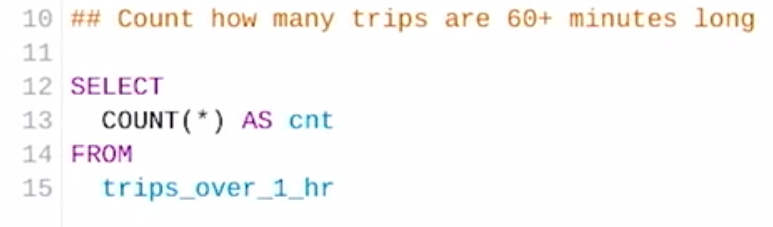 10 ## Count how many trips are 60+ minutes long
11
12 SELECT
13 COUNT(*) AS cnt
14 FROM
15 trips_over_1_hr